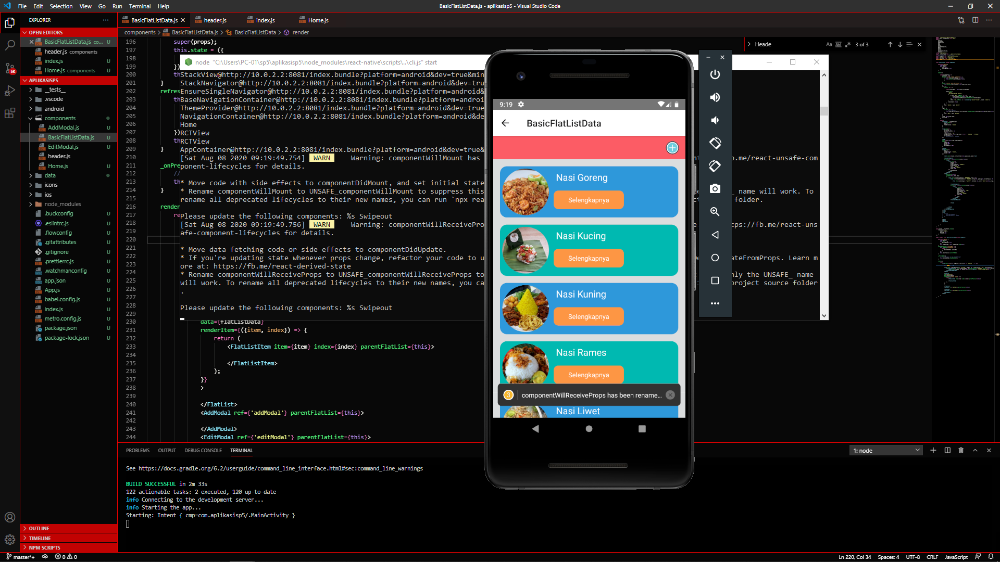 File Edit Selection View Go Run Terminal Help
BasicFlatListData.js - aplikasisp5 - Visual Studio Code
EXPLORER
OPEN EDITORS
BasicFlatListData.js co... U
header.js components
index.js U
Home.js components U
APLIKASISP5
__tests__
.vscode
android
components
AddModal.js U
BasicFlatListData.js U
EditModal.js U
header.js
Home.js U
data
icons
ios
node_modules
.buckconfig U
.eslintrc.js U
.flowconfig U
.gitattributes U
.gitignore U
.prettierrc.js U
.watchmanconfig U
app.json U
App.js U
babel.config.js U
index.js U
metro.config.js U
package.json U
package-lock.json U
OUTLINE
TIMELINE
NPM SCRIPTS
5K
BasicFlatListData.js
header.js
index.js
Home.js
components > BasicFlatListData.js > BasicFlatListData > render
Heade
Aa Abl .* 3 of 3
196 super(props);
197 this.state = ({
198
199 })
200 th
201 }
202 refres
203 th
204
205
206
207 })
208 th
209 }
210
211 _onPre
212 //
213 th
214 }
215
216 render
217 re
218
219
220
221
222
223
224
225
226
227
228
229
230 data={flatListData}
231 renderItem={({item, index}) => {
232 return (
233 <FlatListItem item={item} index={index} parentFlatList={this}>
234
235 </FlatListItem>
236 );
237 }}
238 >
239
240 </FlatList>
241 <AddModal ref={'addModal'} parentFlatList={this}>
242
243 </AddModal>
244 <EditModal ref={'editModal'} parentFlatList={this}>
node "C:\Users\PC-01\sp5\aplikasisp5\node_modules\react-native\scripts\..\cli.js" start
StackView@http://10.0.2.2:8081/index.bundle?platform=android&dev=true&min
StackNavigator@http://10.0.2.2:8081/index.bundle?platform=android&dev=tru
EnsureSingleNavigator@http://10.0.2.2:8081/index.bundle?platform=android&
BaseNavigationContainer@http://10.0.2.2:8081/index.bundle?platform=androi
ThemeProvider@http://10.0.2.2:8081/index.bundle?platform=android&dev=true
NavigationContainer@http://10.0.2.2:8081/index.bundle?platform=android&de
Home
RCTView
RCTView
AppContainer@http://10.0.2.2:8081/index.bundle?platform=android&dev=true&
[Sat Aug 08 2020 09:19:49.754] WARN Warning: componentWillMount has b.me/react-unsafe-com
ponent-lifecycles for details.
* Move code with side effects to componentDidMount, and set initial state
* Rename componentWillMount to UNSAFE_componentWillMount to suppress this _ name will work. To
rename all deprecated lifecycles to their new names, you can run `npx rea folder.
Please update the following components: %s Swipeout
[Sat Aug 08 2020 09:19:49.756] WARN Warning: componentWillReceivePro tps://fb.me/react-uns
afe-component-lifecycles for details.
* Move data fetching code or side effects to componentDidUpdate.
* If you're updating state whenever props change, refactor your code to u ateFromProps. Learn m
ore at: https://fb.me/react-derived-state
* Rename componentWillReceiveProps to UNSAFE_componentWillReceiveProps to nly the UNSAFE_ name
will work. To rename all deprecated lifecycles to their new names, you ca project source folder
.
Please update the following components: %s Swipeout
9:19
BasicFlatListData
Nasi Goreng
Selengkapnya
Nasi Kucing
Selengkapnya
Nasi Kuning
Selengkapnya
Nasi Rames
Selengkapnya
3 componentWillReceiveProps has been rename...
Nasi Liwet
PROBLEMS OUTPUT DEBUG CONSOLE TERMINAL
1: node
See https://docs.gradle.org/6.2/userguide/command_line_interface.html#sec:command_line_warnings
BUILD SUCCESSFUL in 2m 33s
122 actionable tasks: 2 executed, 120 up-to-date
info Connecting to the development server...
info Starting the app...
Starting: Intent { cmp=com.aplikasisp5/.MainActivity }
master*+ 0 0
Ln 220, Col 34 Spaces: 4 UTF-8 CRLF JavaScript